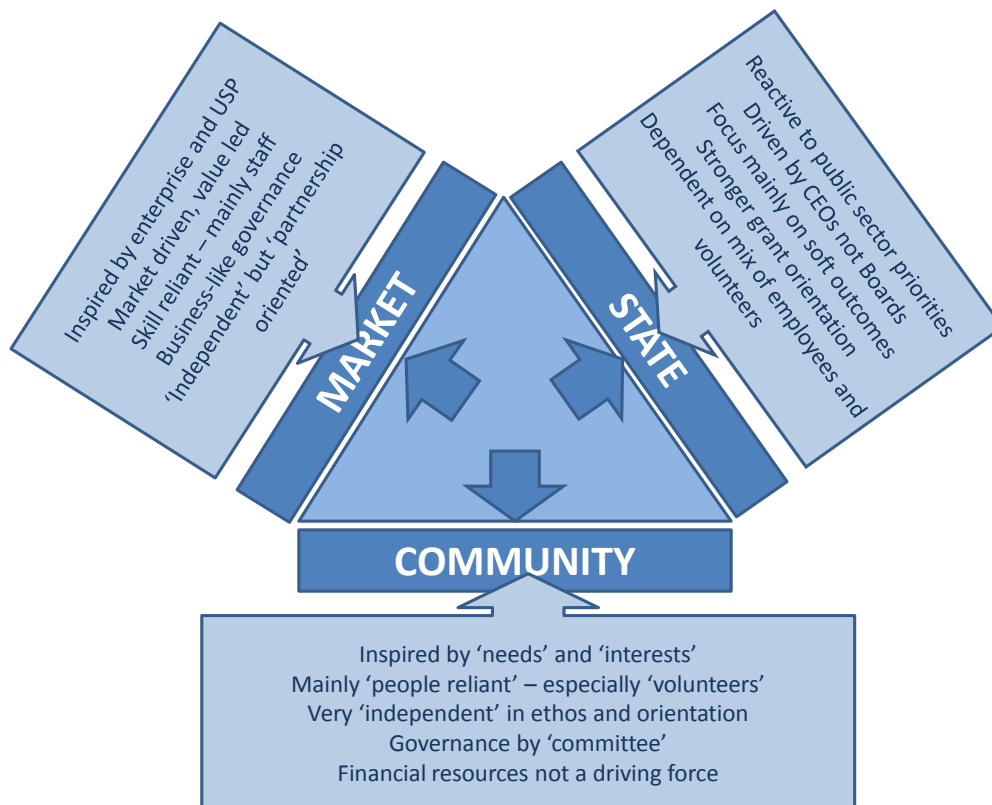 Inspired by enterprise and USP
Market driven, value led
Skill reliant – mainly staff
Business-like governance
‘Independent’ but ‘partnership
oriented’
MARKET
Reactive to public sector priorities
Driven by CEOs not Boards
Focus mainly on soft outcomes
Stronger grant orientation
Dependent on mix of employees and
volunteers
STATE
COMMUNITY
Inspired by ‘needs’ and ‘interests’
Mainly ‘people reliant’ – especially ‘volunteers’
Very ‘independent’ in ethos and orientation
Governance by ‘committee’
Financial resources not a driving force